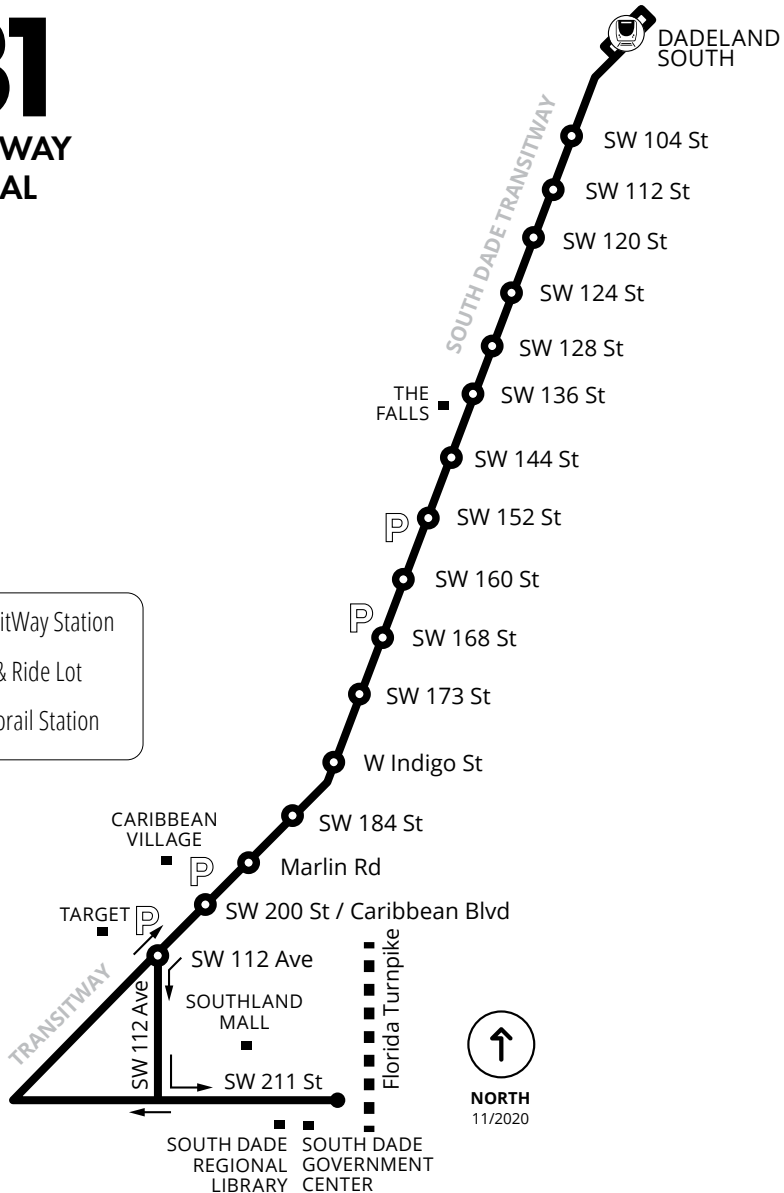 31
WAY
AL
DADELAND
SOUTH
SOUTH DADE TRANSITWAY
SW 104 St
SW 112 St
SW 120 St
SW 124 St
SW 128 St
THE
FALLS
SW 136 St
SW 144 St
P
SW 152 St
SW 160 St
P
SW 168 St
SW 173 St
itWay Station
& Ride Lot
orail Station
W Indigo St
SW 184 St
CARIBBEAN
VILLAGE
Marlin Rd
P
SW 200 St / Caribbean Blvd
TARGET
P
SW 112 Ave
TRANSITWAY
SW 112 Ave
SOUTHLAND
MALL
Florida Turnpike
SW 211 St
NORTH
11/2020
SOUTH DADE
REGIONAL
LIBRARY
SOUTH DADE
GOVERNMENT
CENTER